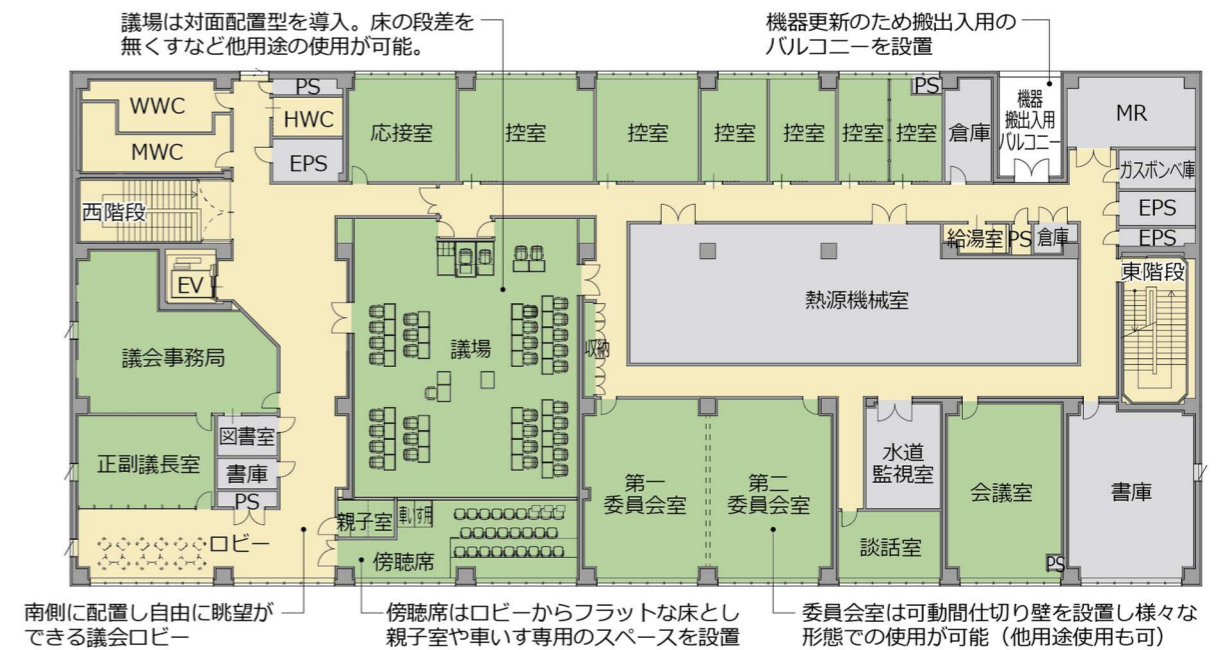 議場は対面配置型を導入。床の段差を
無くすなど他用途の使用が可能。
機器更新のため搬出入用の
バルコニーを設置
WWC
MWC
PS
HWC
EPS
応接室
控室
控室
控室
控室
控室
控室
PS
倉庫
機器
搬出入用
バルコニー
MR
ガスボンベ庫
EPS
EPS
西階段
EV
給湯室
PS
倉庫
東階段
熱源機械室
議会事務局
議場
収納
正副議長室
図書室
書庫
PS
ロビー
親子室
車いす用
傍聴席
第一
委員会室
第二
委員会室
水道
監視室
談話室
会議室
PS
書庫
南側に配置し自由に眺望が
できる議会ロビー
傍聴席はロビーからフラットな床とし
親子室や車いす専用のスペースを設置
委員会室は可動間仕切り壁を設置し様々な
形態での使用が可能（他用途使用も可）